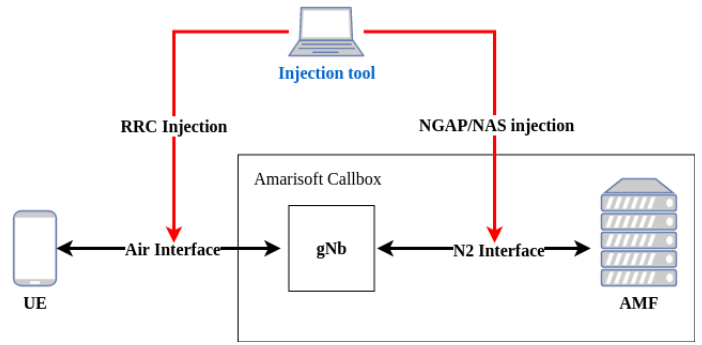 Injection tool
RRC Injection
NGAP/NAS injection
Amarisoft Callbox
gNb
Air Interface
N2 Interface
UE
AMF